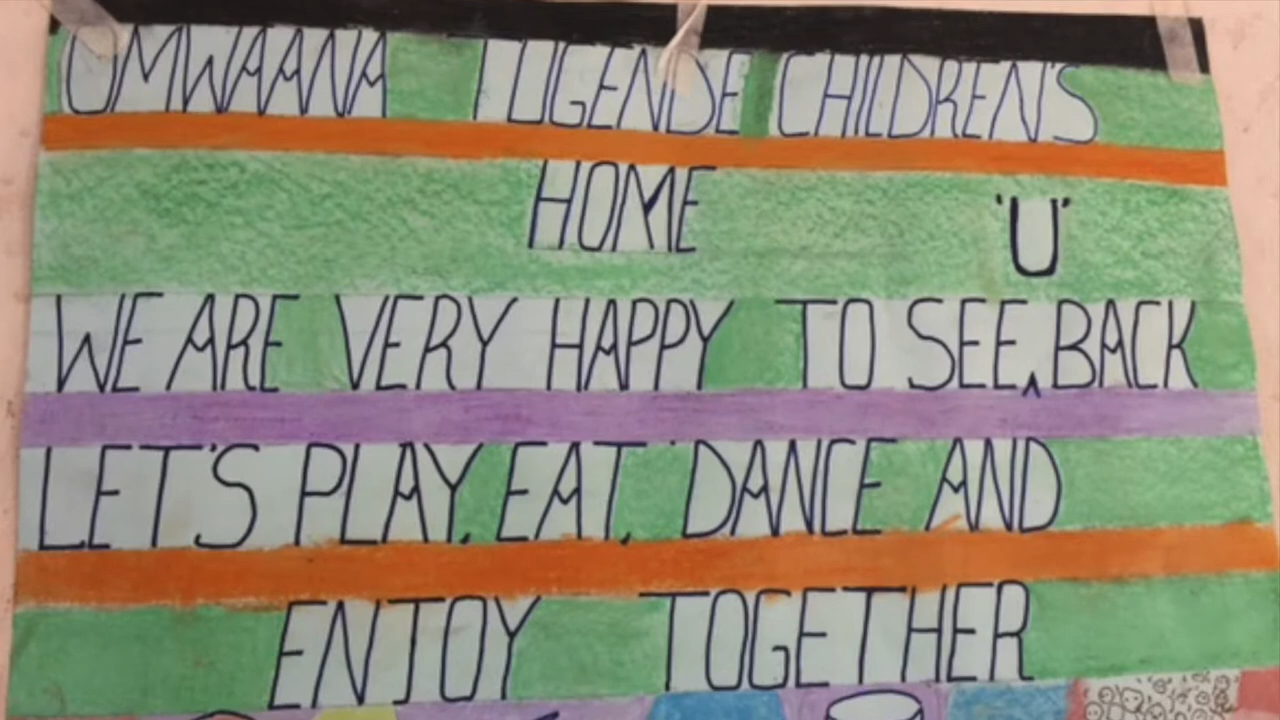 OMWAANA TUGENDE CHILDREN'S
HOME
'U'
WE ARE VERY HAPPY TO SEE^BACK
LET'S PLAY, EAT, DANCE AND
ENJOY TOGETHER